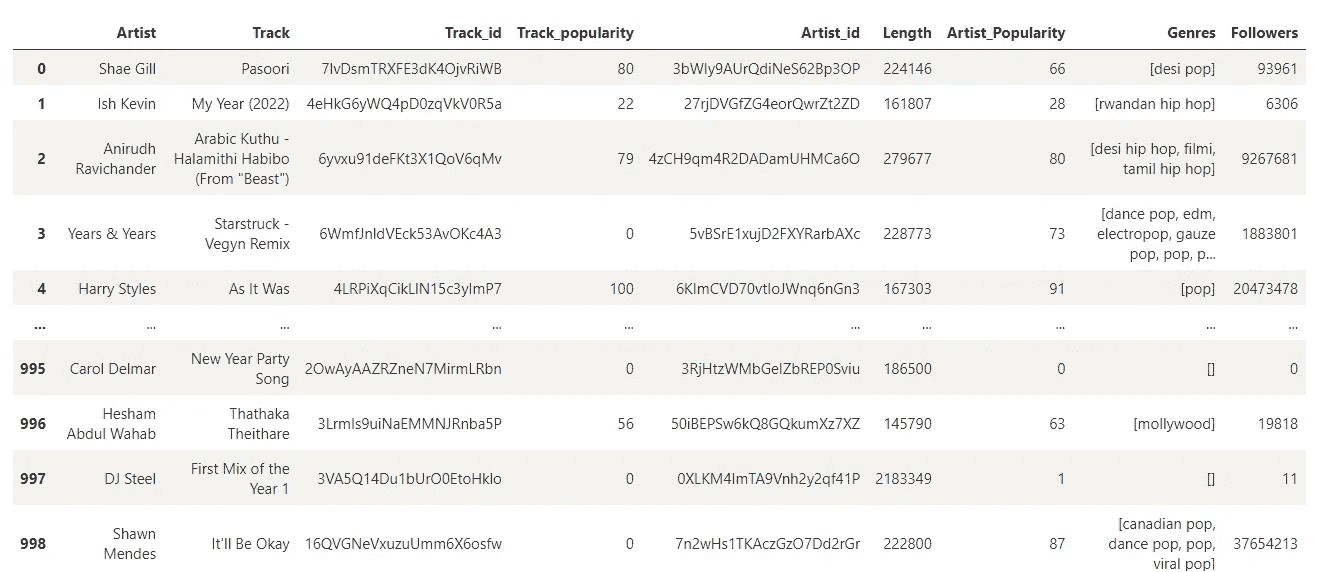 Artist Track Track_id Track_popularity Artist_id Length Artist_Popularity Genres Followers
0 Shae Gill Pasoori 7IvDsmTRXFE3dK4OjvRiWB 80 3bWIy9AUrQdiNeS62Bp3OP 224146 66 [desi pop] 93961
1 Ish Kevin My Year (2022) 4eHkG6yWQ4pD0zqVkV0R5a 22 27rjDVGfZG4eorQwrZt2ZD 161807 28 [rwandan hip hop] 6306
2 Anirudh Ravichander Arabic Kuthu - Halamithi Habibo (From "Beast") 6yvxu91deFKt3X1QoV6qMv 79 4zCH9qm4R2DADamUHMCa6O 279677 80 [desi hip hop, filmi, tamil hip hop] 9267681
3 Years & Years Starstruck - Vegyn Remix 6WmfJnIdVEck53AvOKc4A3 0 5vBSrE1xujD2FXYRarbAXc 228773 73 [dance pop, edm, electropop, gauze pop, pop, p... 1883801
4 Harry Styles As It Was 4LRPiXqCikLlN15c3yImP7 100 6KImCVD70vtIoJWnq6nGn3 167303 91 [pop] 20473478
... ... ... ... ... ... ... ... ... ...
995 Carol Delmar New Year Party Song 2OwAyAAZRZneN7MirmLRbn 0 3RjHtzWMbGeIZbREP0Sviu 186500 0 [] 0
996 Hesham Abdul Wahab Thathaka Theithare 3Lrmls9uiNaEMMNJRnba5P 56 50iBEPSw6kQ8GQkumXz7XZ 145790 63 [mollywood] 19818
997 DJ Steel First Mix of the Year 1 3VA5Q14Du1bUrO0EtoHklo 0 0XLKM4ImTA9Vnh2y2qf41P 2183349 1 [] 11
998 Shawn Mendes It'll Be Okay 16QVGNeVxuzuUmm6X6osfw 0 7n2wHs1TKAczGzO7Dd2rGr 222800 87 [canadian pop, dance pop, pop, viral pop] 37654213